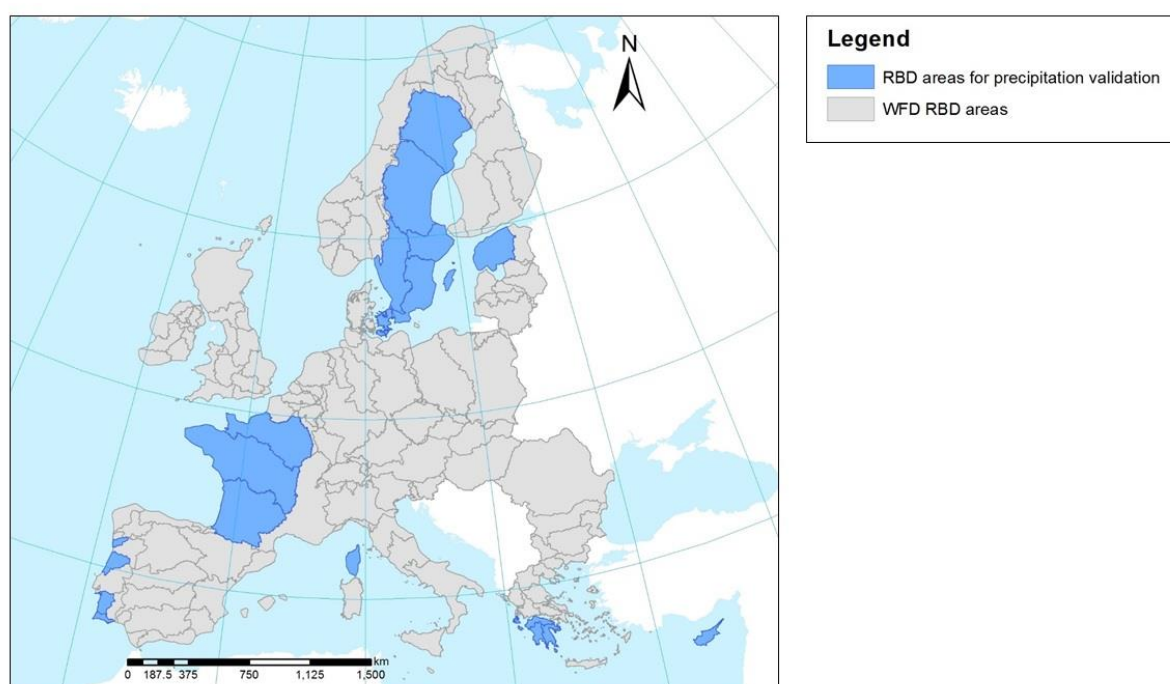 N
Legend
RBD areas for precipitation validation
WFD RBD areas
km
0 187.5 375 750 1,125 1,500